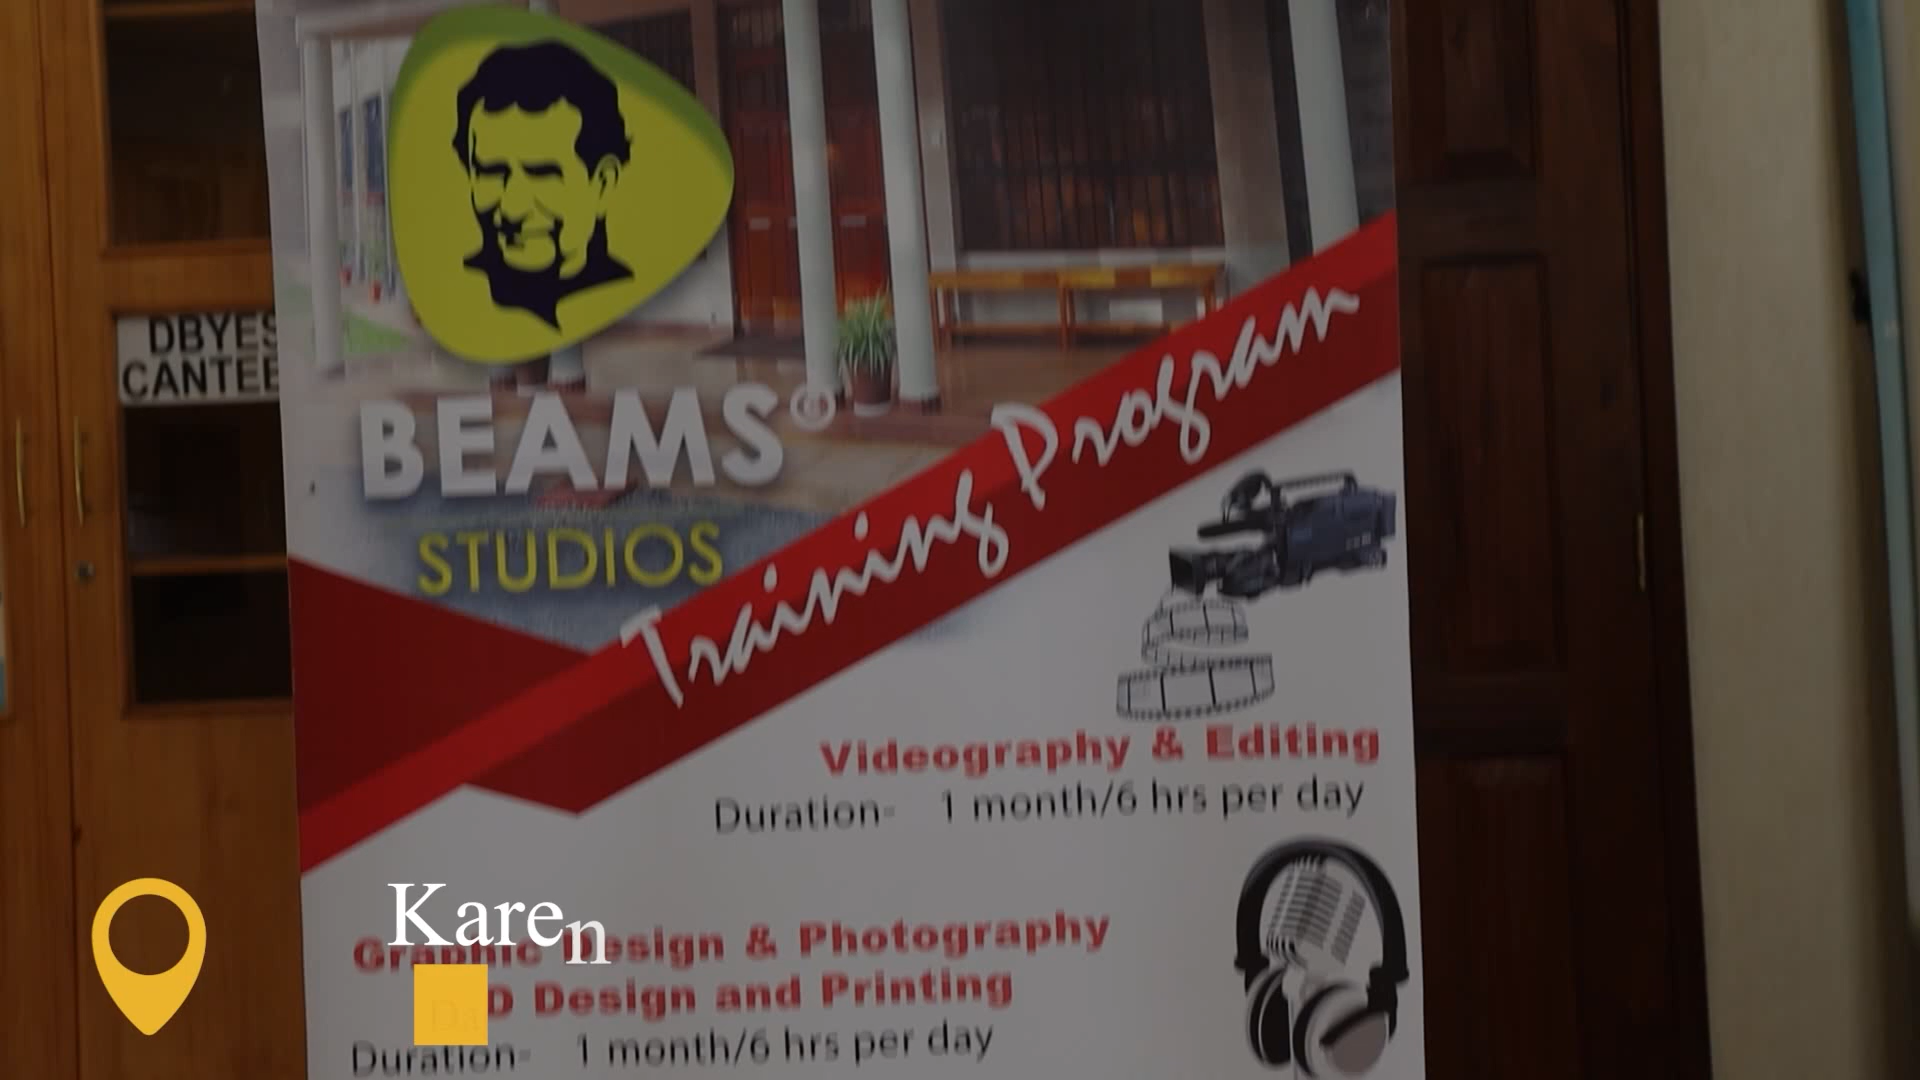 DBYES
CANTEE
BEAMS
STUDIOS
Training Program
Videography & Editing
Duration- 1 month/6 hrs per day
Karen
Graphic Design & Photography
D Design and Printing
Duration- 1 month/6 hrs per day